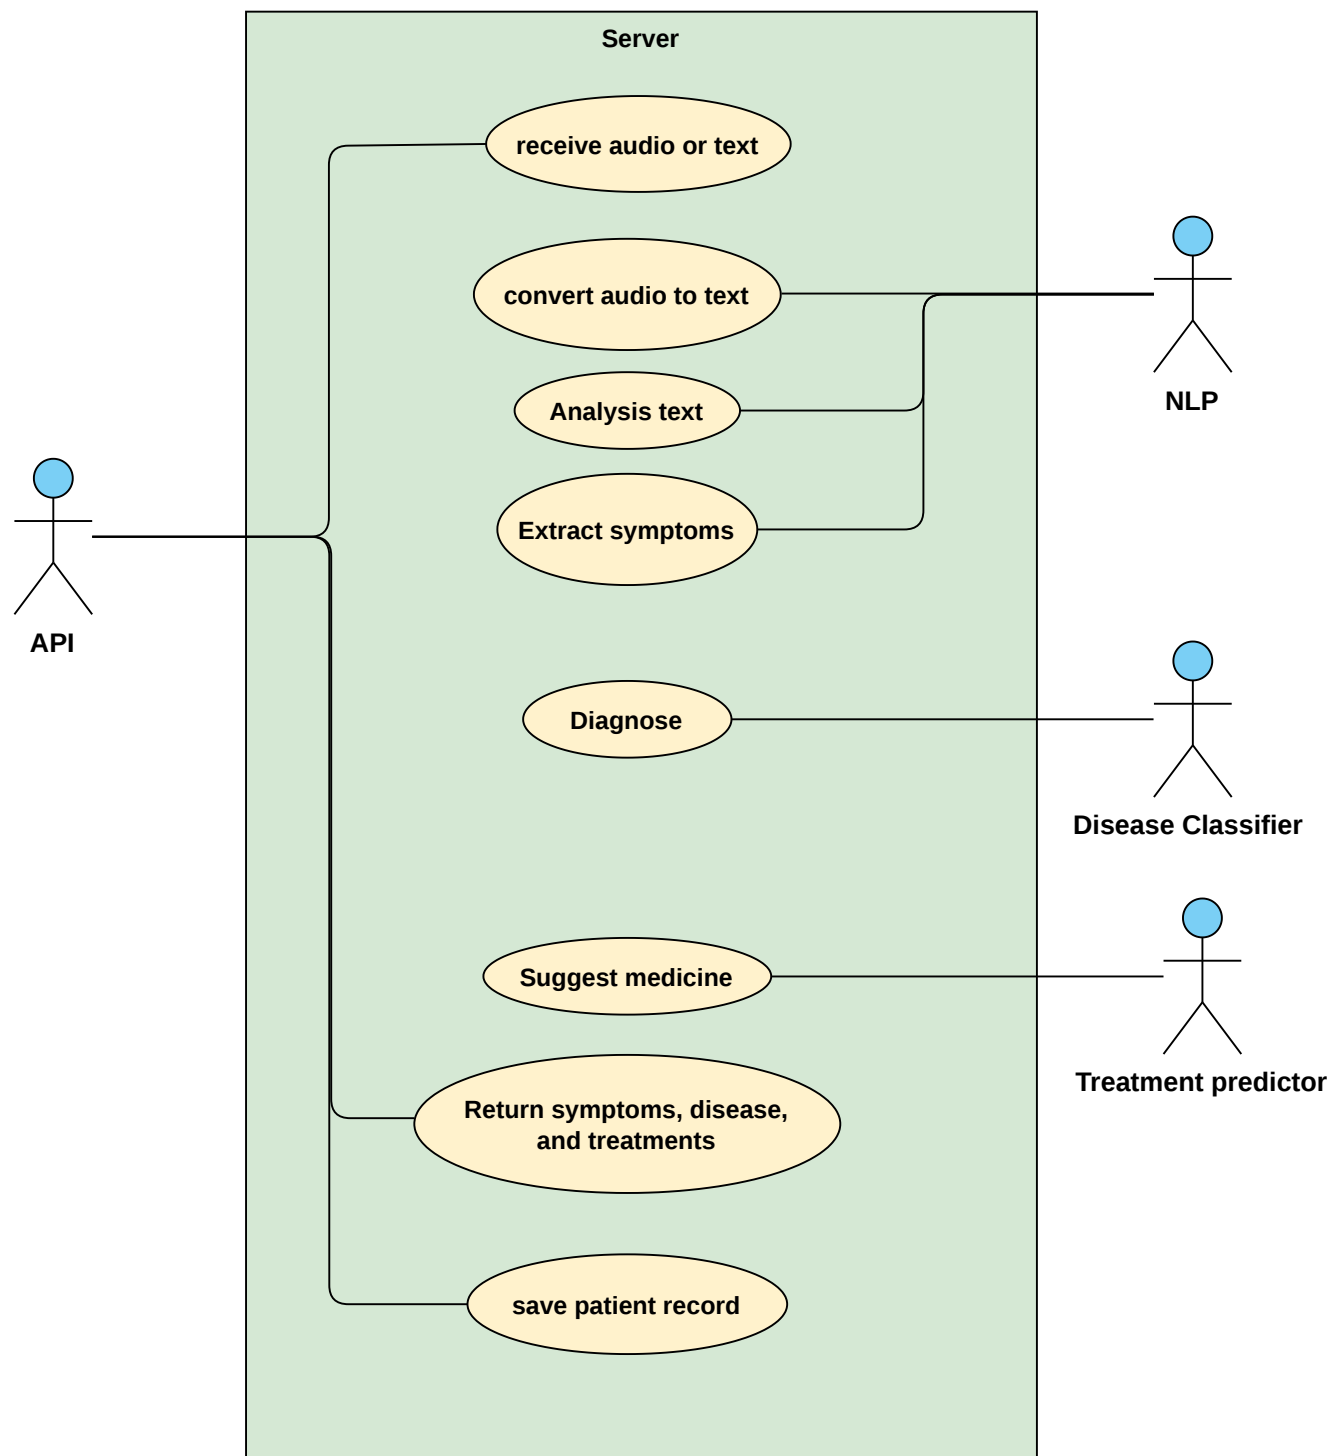 Server
receive audio or text
convert audio to text
NLP
Analysis text
Extract symptoms
API
Diagnose
Disease Classifier
Suggest medicine
Treatment predictor
Return symptoms, disease,
and treatments
save patient record